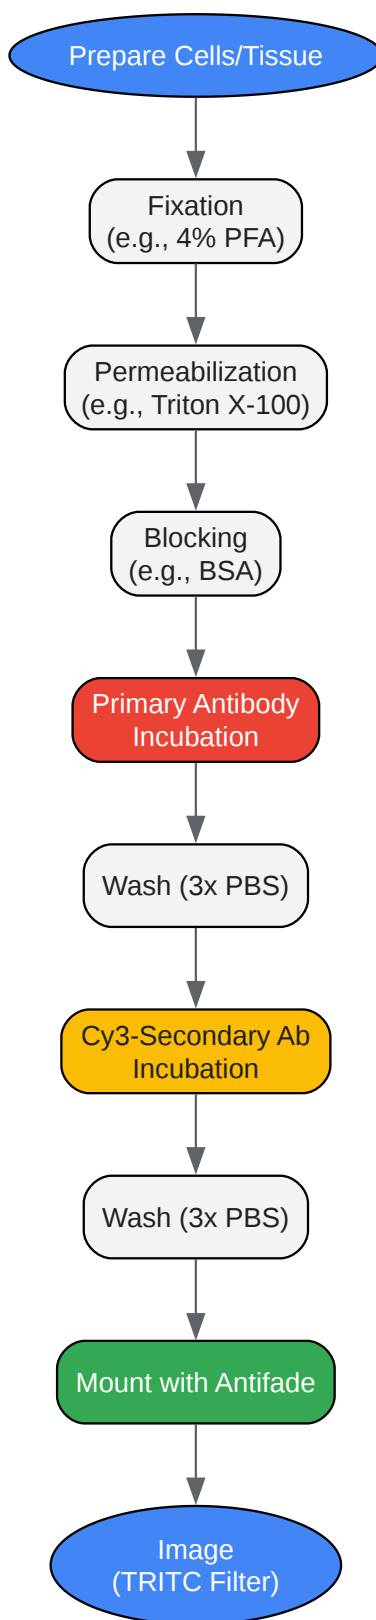 Prepare Cells/Tissue
Fixation
(e.g., 4% PFA)
Permeabilization
(e.g., Triton X-100)
Blocking
(e.g., BSA)
Primary Antibody
Incubation
Wash (3x PBS)
Cy3-Secondary Ab
Incubation
Wash (3x PBS)
Mount with Antifade
Image
(TRITC Filter)